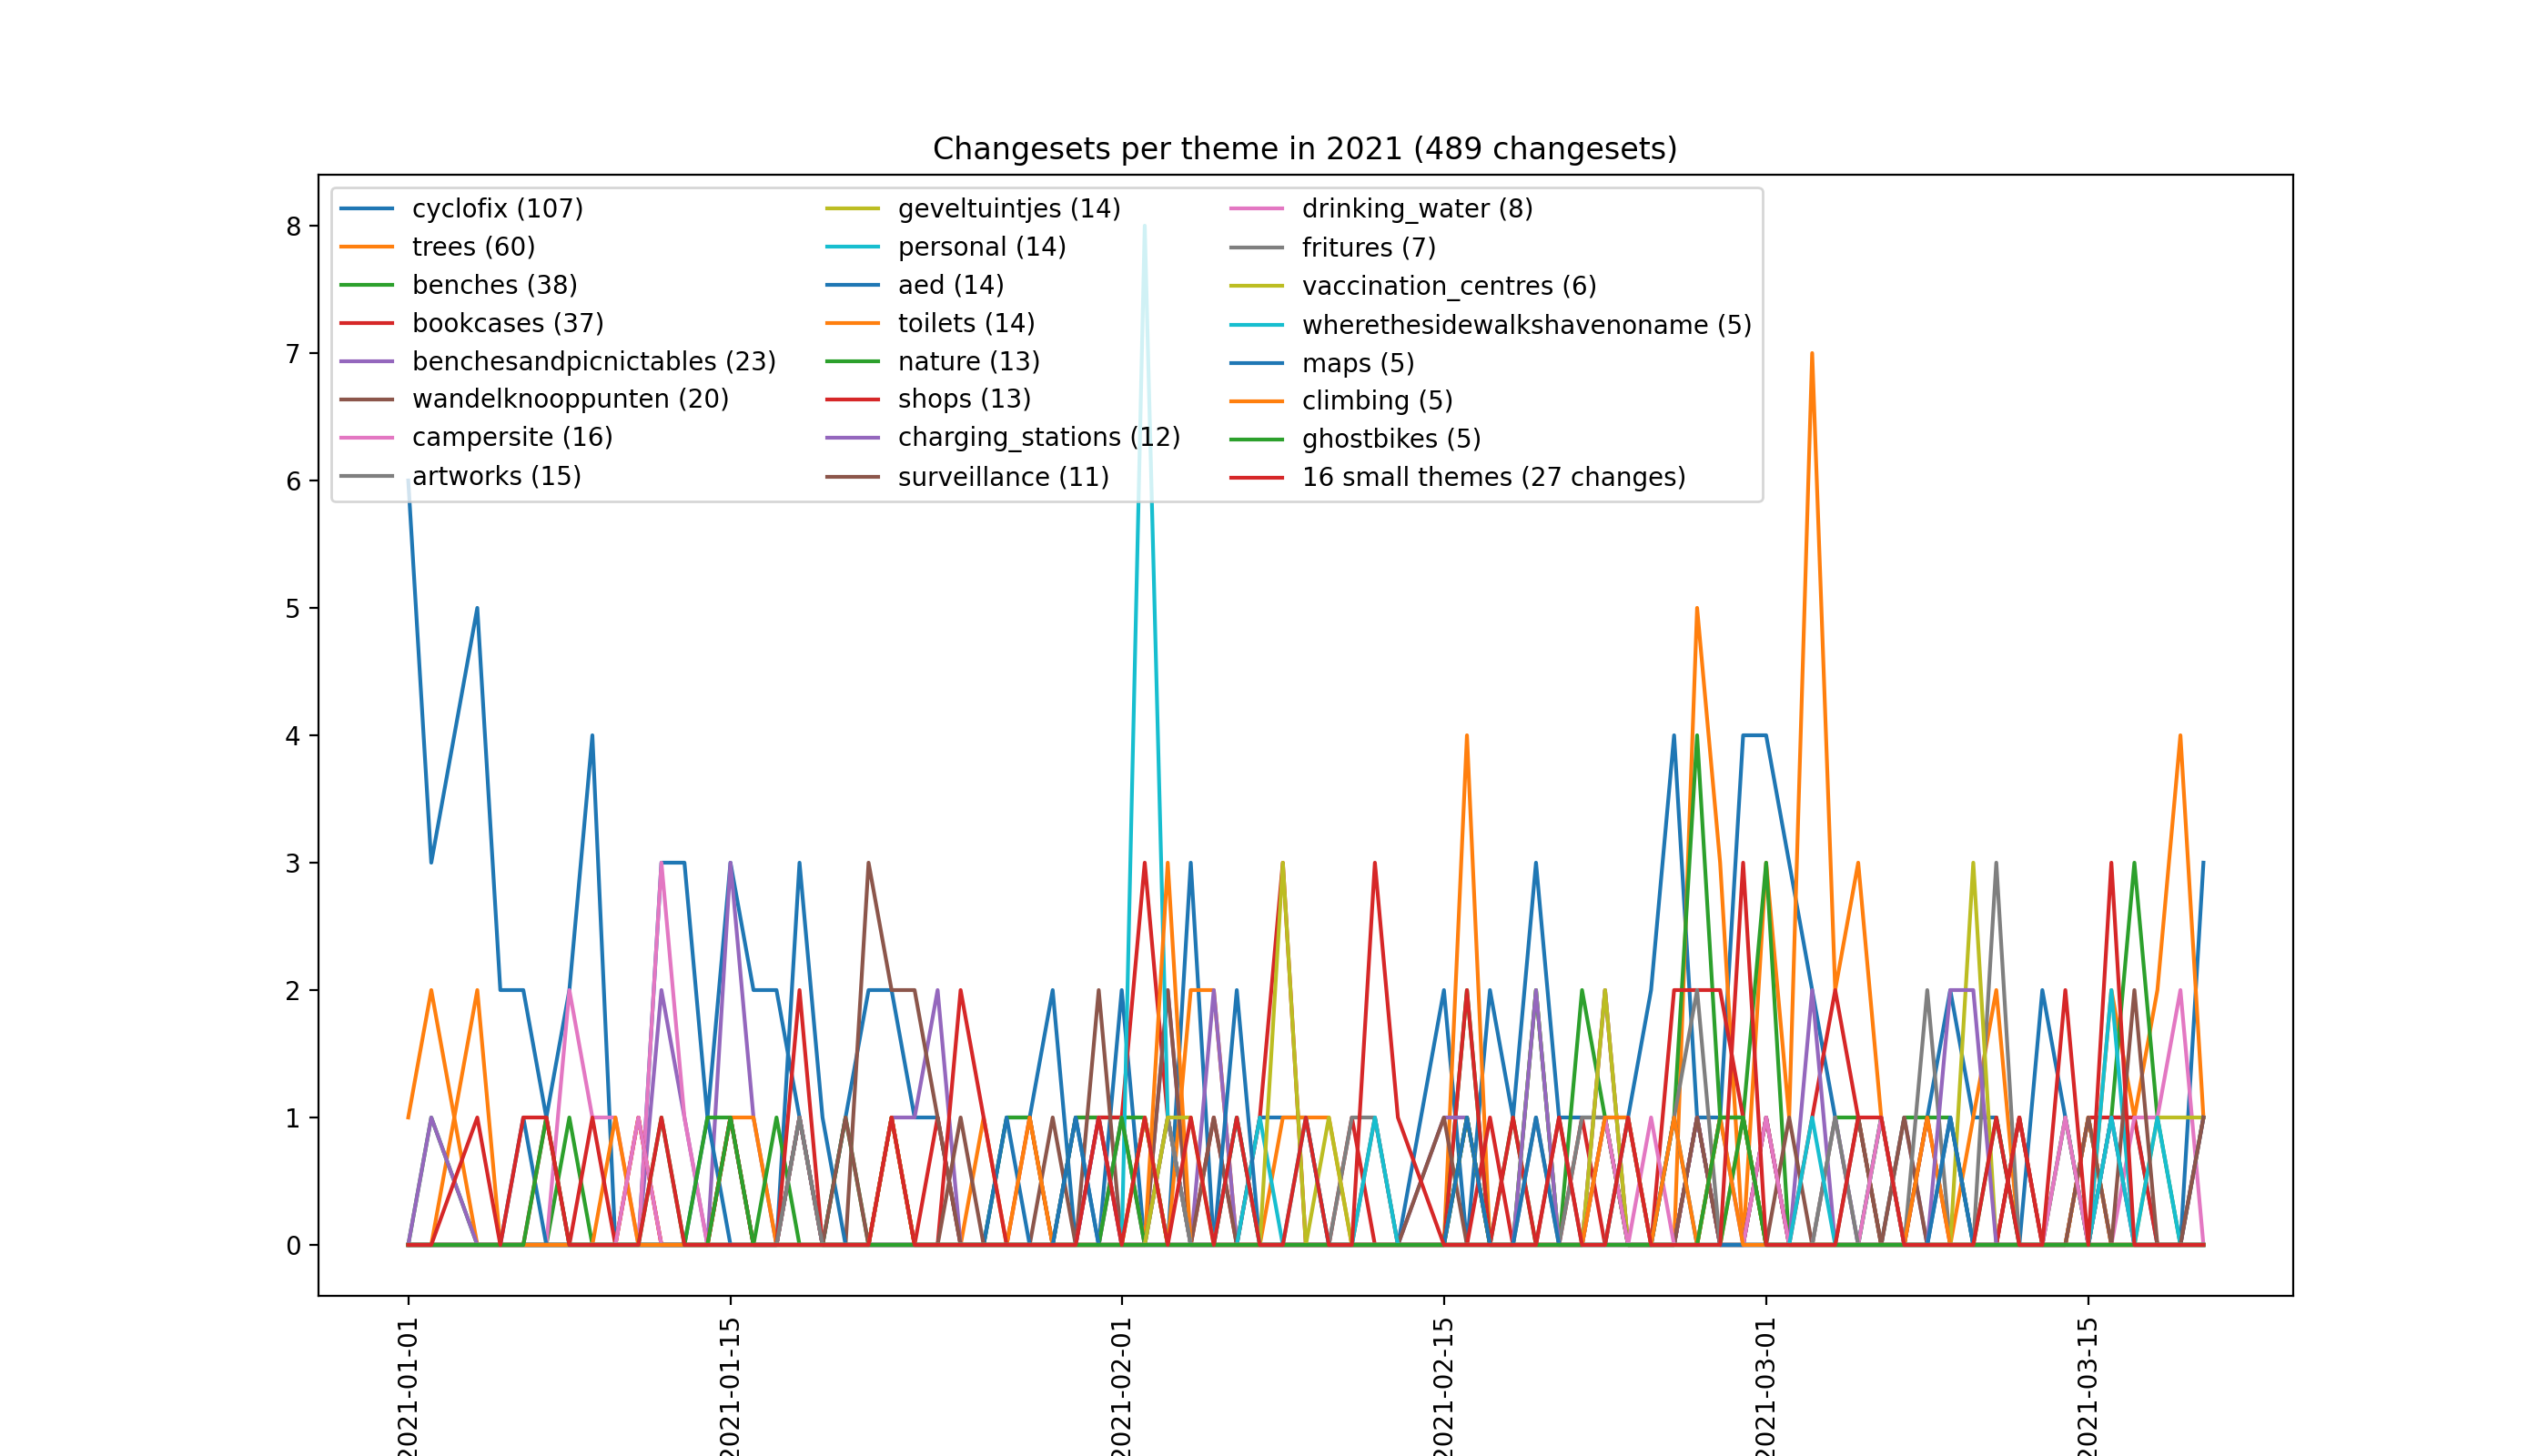 Changesets per theme in 2021 (489 changesets)
cyclofix (107)
trees (60)
benches (38)
bookcases (37)
benchesandpicnictables (23)
wandelknooppunten (20)
campersite (16)
artworks (15)
geveltuintjes (14)
personal (14)
aed (14)
toilets (14)
nature (13)
shops (13)
charging_stations (12)
surveillance (11)
drinking_water (8)
fritures (7)
vaccination_centres (6)
wherethesidewalkshavenoname (5)
maps (5)
climbing (5)
ghostbikes (5)
16 small themes (27 changes)
8
7
6
5
4
3
2
1
0
2021-01-01
2021-01-15
2021-02-01
2021-02-15
2021-03-01
2021-03-15